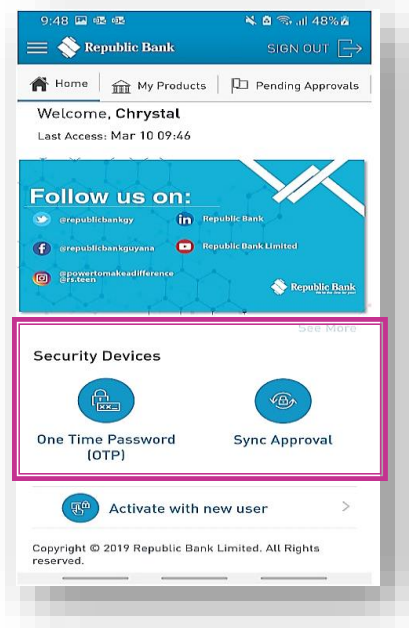 9:48
48%
Republic Bank
SIGN OUT
Home
My Products
Pending Approvals
Welcome, Chrystal
Last Access: Mar 10 09:46
Follow us on:
@republicbankgy
Republic Bank
@republicbankguyana
Republic Bank Limited
@powertomakeadifference
@rs.teen
Republic Bank
See More
Security Devices
One Time Password
(OTP)
Sync Approval
Activate with new user
Copyright © 2019 Republic Bank Limited. All Rights
reserved.